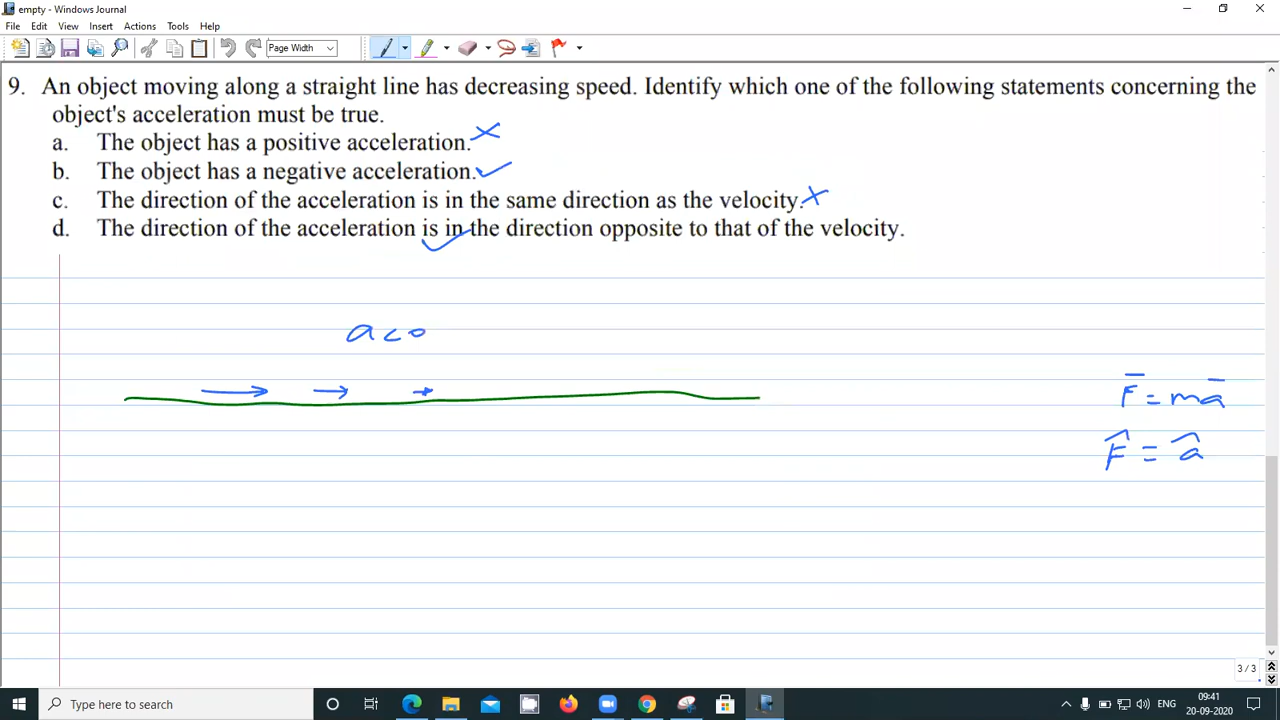 empty - Windows Journal
File Edit View Insert Actions Tools Help
Page Width
9. An object moving along a straight line has decreasing speed. Identify which one of the following statements concerning the
object's acceleration must be true.
a. The object has a positive acceleration.
b. The object has a negative acceleration.
c. The direction of the acceleration is in the same direction as the velocity.
d. The direction of the acceleration is in the direction opposite to that of the velocity.
a<0
F̄ = mā
F̂ = â
3/3
Type here to search
ENG
09:41
20-09-2020